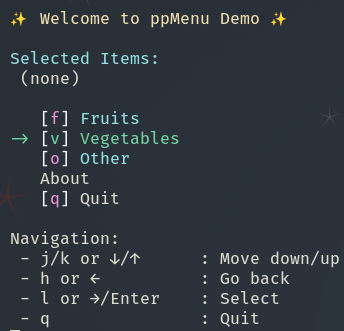 ✨ Welcome to ppMenu Demo ✨
Selected Items:
(none)
[f] Fruits
→ [v] Vegetables
[o] Other
About
[q] Quit
Navigation:
- j/k or ↓/↑ : Move down/up
- h or ← : Go back
- l or →/Enter : Select
- q : Quit